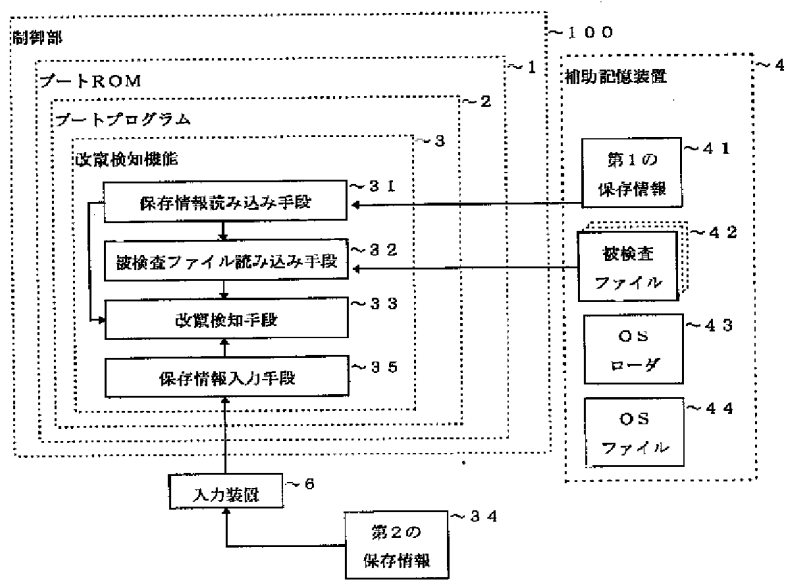 制御部
~100
ブートROM
~1
ブートプログラム
~2
改竄検知機能
~3
保存情報読み込み手段
~31
被検査ファイル読み込み手段
~32
改竄検知手段
~33
保存情報入力手段
~35
入力装置
~6
第2の
保存情報
~34
補助記憶装置
~4
第1の
保存情報
~41
被検査
ファイル
~42
OS
ローダ
~43
OS
ファイル
~44